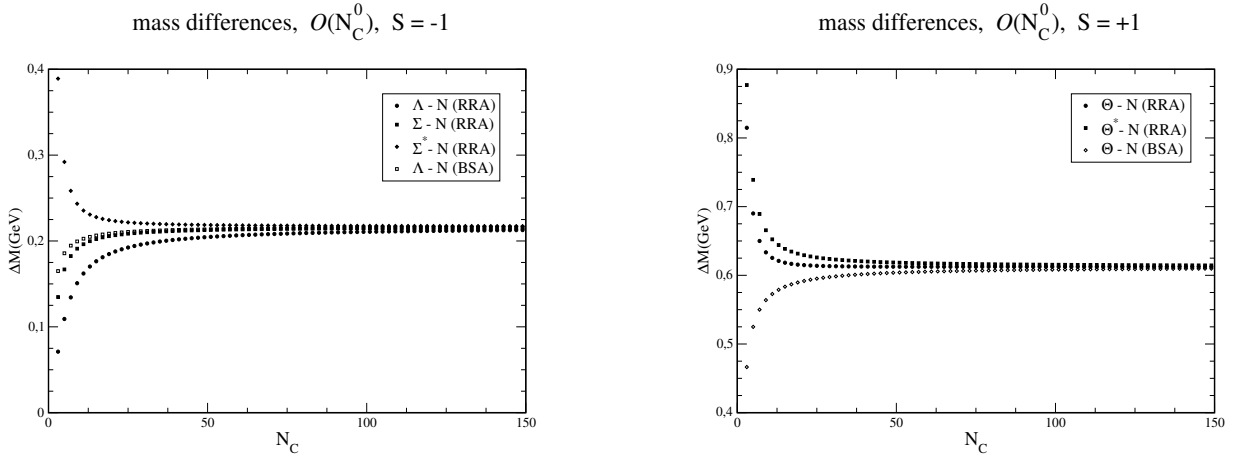 mass differences, O(N_C^0), S = -1
0,4
0,3
0,2
0,1
0
ΔM(GeV)
Λ - N (RRA)
Σ - N (RRA)
Σ* - N (RRA)
Λ - N (BSA)
0
50
100
150
N_C
mass differences, O(N_C^0), S = +1
0,9
0,8
0,7
0,6
0,5
0,4
ΔM(GeV)
Θ - N (RRA)
Θ* - N (RRA)
Θ - N (BSA)
0
50
100
150
N_C